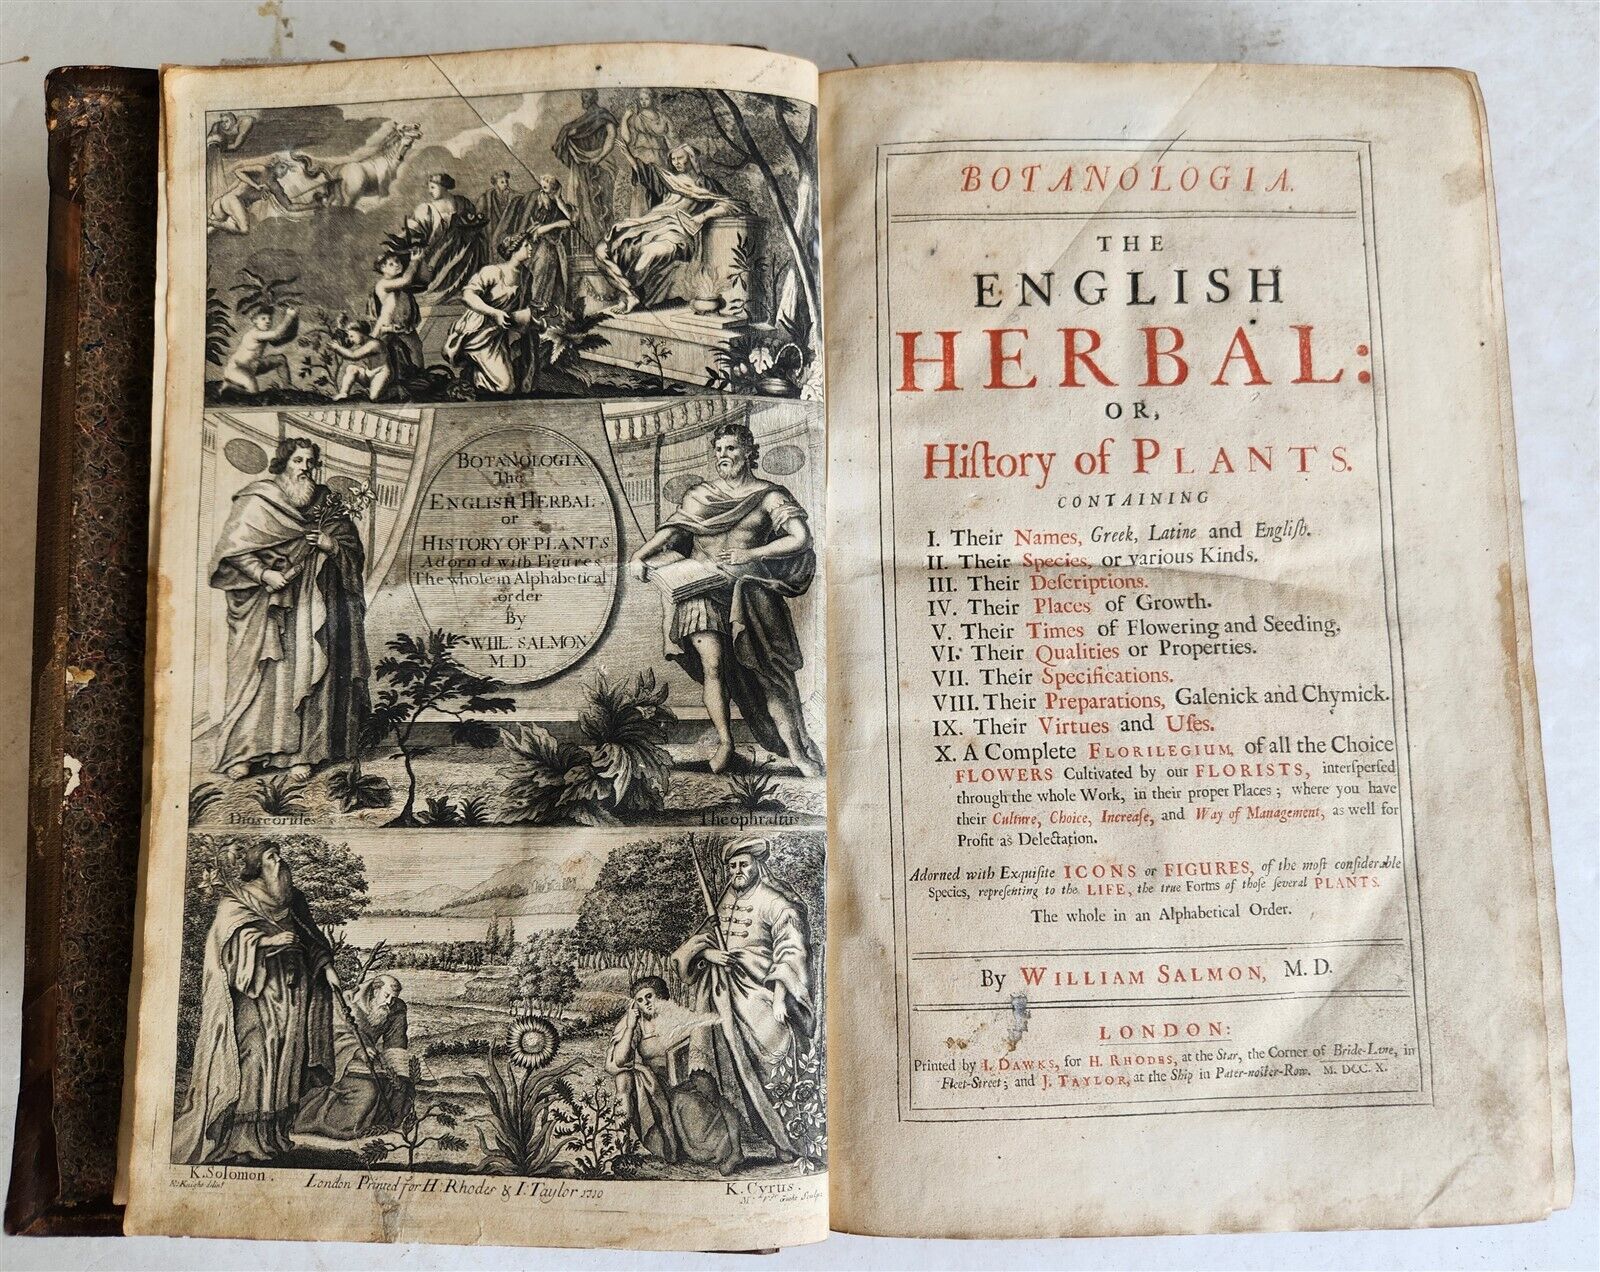 BOTANOLOGIA
The
ENGLISH HERBAL
or
HISTORY OF PLANTS
Adorn'd with Figures
The whole in Alphabetical
order
By
WILL. SALMON
M.D.
Dioscorides
Theophrastus
K. Solomon.
K. Cyrus.
London Printed for H: Rhodes & I: Taylor 1710
BOTANOLOGIA.
THE
ENGLISH
HERBAL:
OR,
Hiſtory of PLANTS.
CONTAINING
I. Their Names, Greek, Latine and Engliſh.
II. Their Species, or various Kinds.
III. Their Deſcriptions.
IV. Their Places of Growth.
V. Their Times of Flowering and Seeding.
VI. Their Qualities or Properties.
VII. Their Specifications.
VIII. Their Preparations, Galenick and Chymick.
IX. Their Virtues and Uſes.
X. A Complete FLORILEGIUM, of all the Choice
FLOWERS Cultivated by our FLORISTS, interſperſed
through the whole Work, in their proper Places; where you have
their Culture, Choice, Increaſe, and Way of Management, as well for
Profit as Delectation.
Adorned with Exquiſite ICONS or FIGURES, of the moſt conſiderable
Species, repreſenting to the LIFE, the true Forms of thoſe ſeveral PLANTS.
The whole in an Alphabetical Order.
By WILLIAM SALMON, M. D.
LONDON:
Printed by I. DAWKS, for H. RHODES, at the Star, the Corner of Bride-Lane, in
Fleet-Street; and J. TAYLOR, at the Ship in Pater-noſter-Row. M. DCC. X.